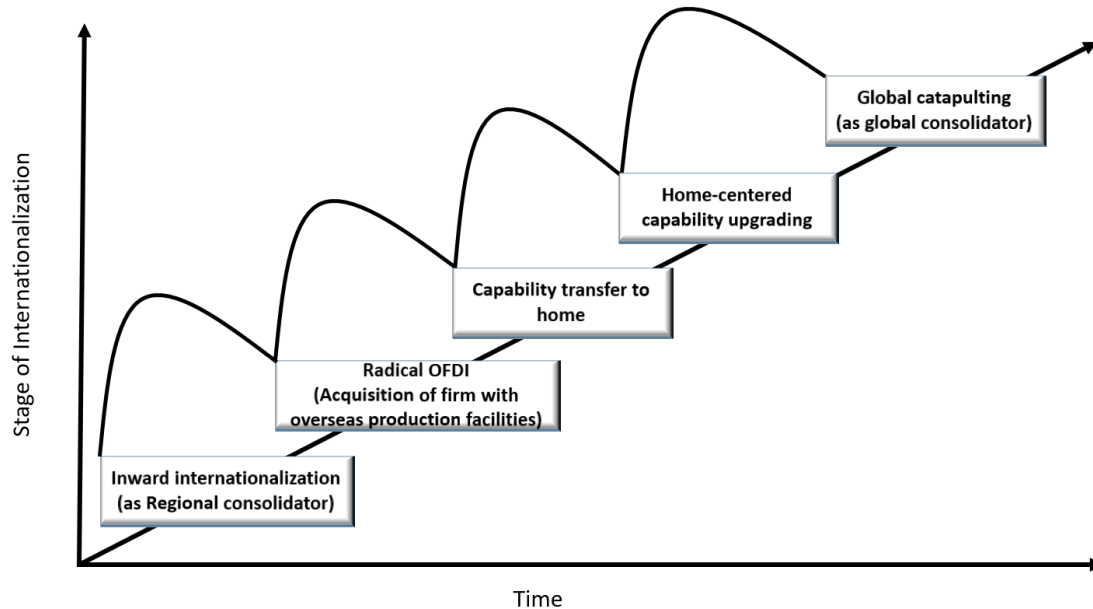 Global catapulting
(as global consolidator)
Home-centered
capability upgrading
Capability transfer to
home
Radical OFDI
(Acquisition of firm with
overseas production facilities)
Inward internationalization
(as Regional consolidator)
Stage of Internationalization
Time